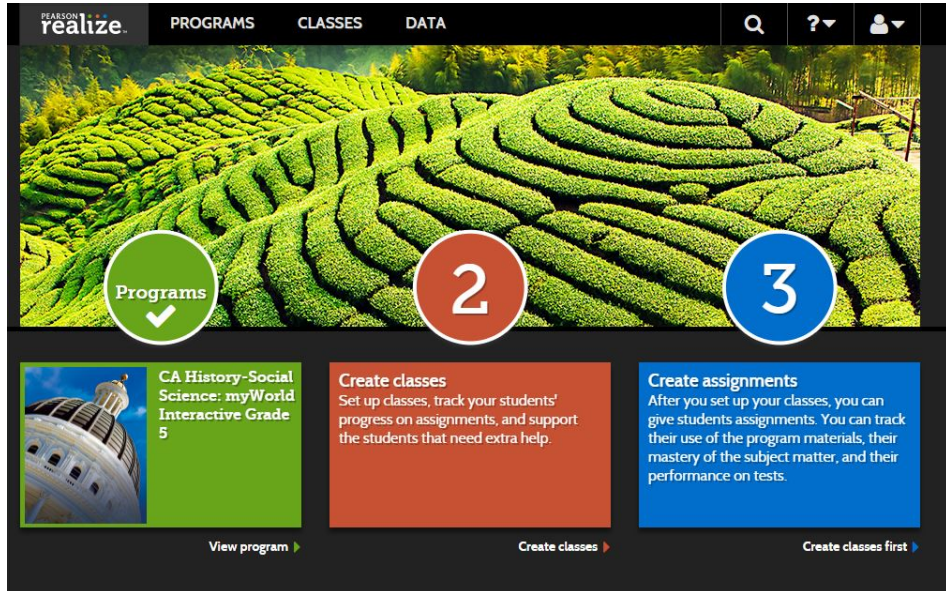 PEARSON
realize™
PROGRAMS
CLASSES
DATA
?
Programs
2
3
CA History-Social
Science: myWorld
Interactive Grade
5
View program
Create classes
Set up classes, track your students'
progress on assignments, and support
the students that need extra help.
Create classes
Create assignments
After you set up your classes, you can
give students assignments. You can track
their use of the program materials, their
mastery of the subject matter, and their
performance on tests.
Create classes first